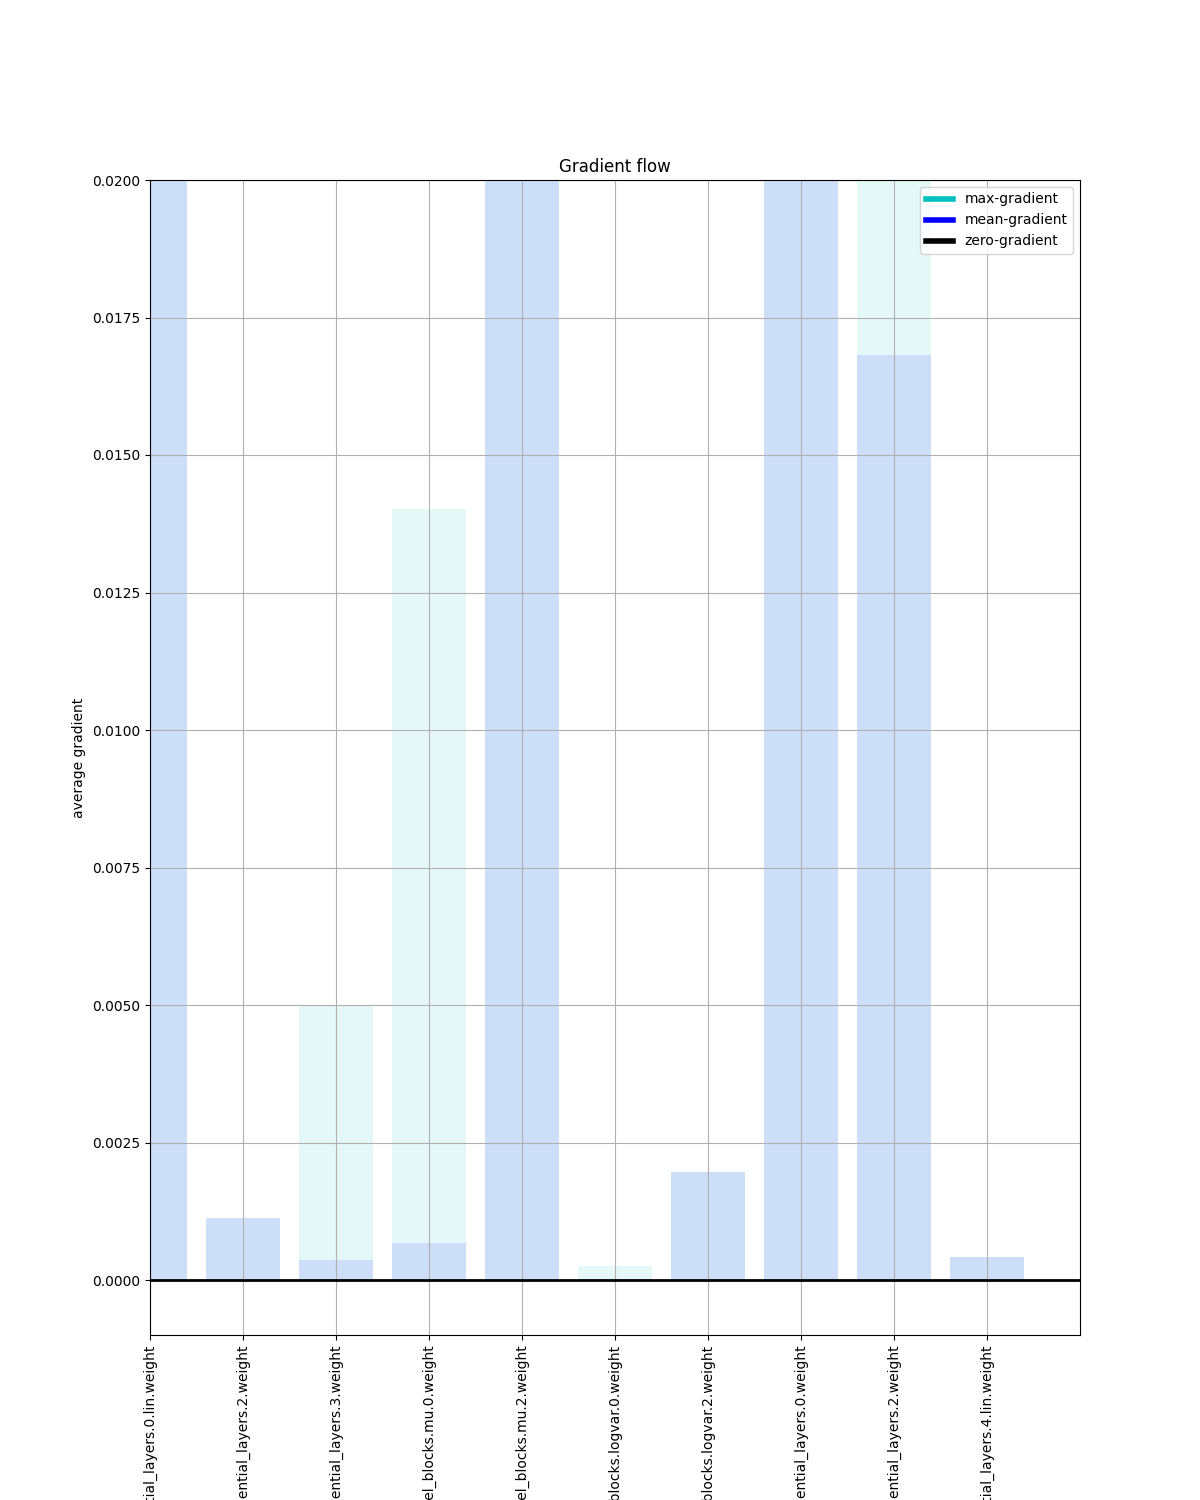 Gradient flow
max-gradient
mean-gradient
zero-gradient
0.0200
0.0175
0.0150
0.0125
0.0100
0.0075
0.0050
0.0025
0.0000
average gradient
tial_layers.0.lin.weight
ential_layers.2.weight
ential_layers.3.weight
el_blocks.mu.0.weight
el_blocks.mu.2.weight
blocks.logvar.0.weight
blocks.logvar.2.weight
ential_layers.0.weight
ential_layers.2.weight
tial_layers.4.lin.weight